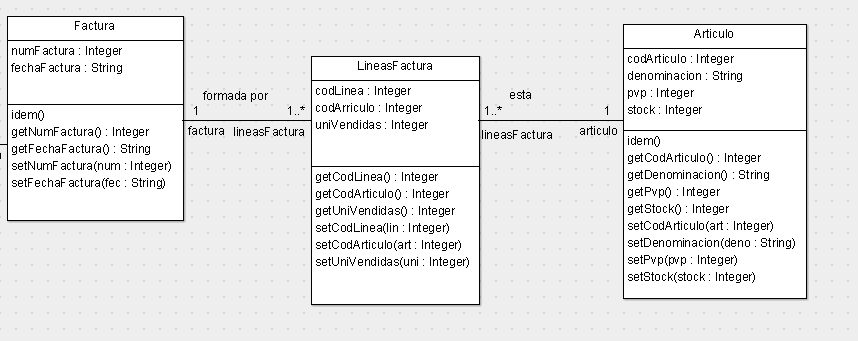 Factura
numFactura : Integer
fechaFactura : String
idem()
getNumFactura() : Integer
getFechaFactura() : String
setNumFactura(num : Integer)
setFechaFactura(fec : String)
formada por
1
1..*
factura
lineasFactura
LineasFactura
codLinea : Integer
codArriculo : Integer
uniVendidas : Integer
getCodLinea() : Integer
getCodArticulo() : Integer
getUniVendidas() : Integer
setCodLinea(lin : Integer)
setCodArticulo(art : Integer)
setUniVendidas(uni : Integer)
esta
1..*
1
lineasFactura
articulo
Articulo
codArticulo : Integer
denominacion : String
pvp : Integer
stock : Integer
idem()
getCodArticulo() : Integer
getDenominacion() : String
getPvp() : Integer
getStock() : Integer
setCodArticulo(art : Integer)
setDenominacion(deno : String)
setPvp(pvp : Integer)
setStock(stock : Integer)